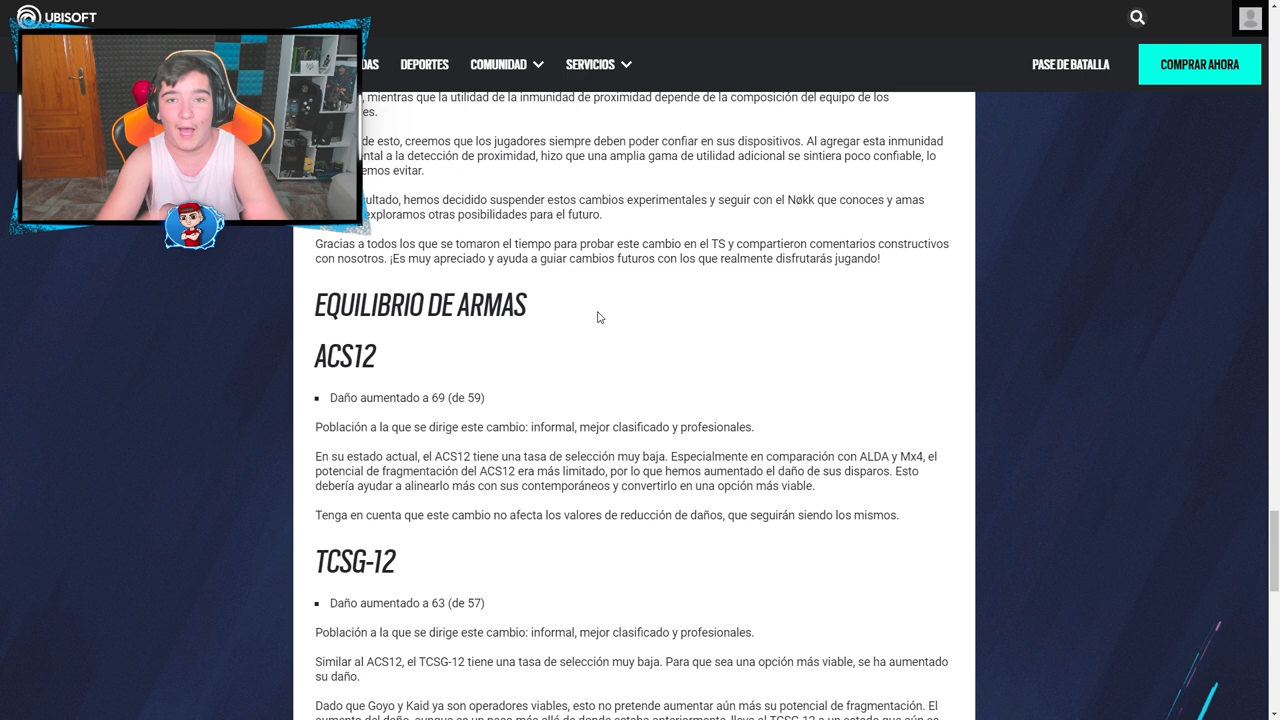 UBISOFT
DAS DEPORTES COMUNIDAD SERVICIOS PASE DE BATALLA COMPRAR AHORA
, mientras que la utilidad de la inmunidad de proximidad depende de la composición del equipo de los
es.
de esto, creemos que los jugadores siempre deben poder confiar en sus dispositivos. Al agregar esta inmunidad
ntal a la detección de proximidad, hizo que una amplia gama de utilidad adicional se sintiera poco confiable, lo
emos evitar.
ultado, hemos decidido suspender estos cambios experimentales y seguir con el Nøkk que conoces y amas
exploramos otras posibilidades para el futuro.
Gracias a todos los que se tomaron el tiempo para probar este cambio en el TS y compartieron comentarios constructivos
con nosotros. ¡Es muy apreciado y ayuda a guiar cambios futuros con los que realmente disfrutarás jugando!
EQUILIBRIO DE ARMAS
ACS12
▪ Daño aumentado a 69 (de 59)
Población a la que se dirige este cambio: informal, mejor clasificado y profesionales.
En su estado actual, el ACS12 tiene una tasa de selección muy baja. Especialmente en comparación con ALDA y Mx4, el
potencial de fragmentación del ACS12 era más limitado, por lo que hemos aumentado el daño de sus disparos. Esto
debería ayudar a alinearlo más con sus contemporáneos y convertirlo en una opción más viable.
Tenga en cuenta que este cambio no afecta los valores de reducción de daños, que seguirán siendo los mismos.
TCSG-12
▪ Daño aumentado a 63 (de 57)
Población a la que se dirige este cambio: informal, mejor clasificado y profesionales.
Similar al ACS12, el TCSG-12 tiene una tasa de selección muy baja. Para que sea una opción más viable, se ha aumentado
su daño.
Dado que Goyo y Kaid ya son operadores viables, esto no pretende aumentar aún más su potencial de fragmentación. El